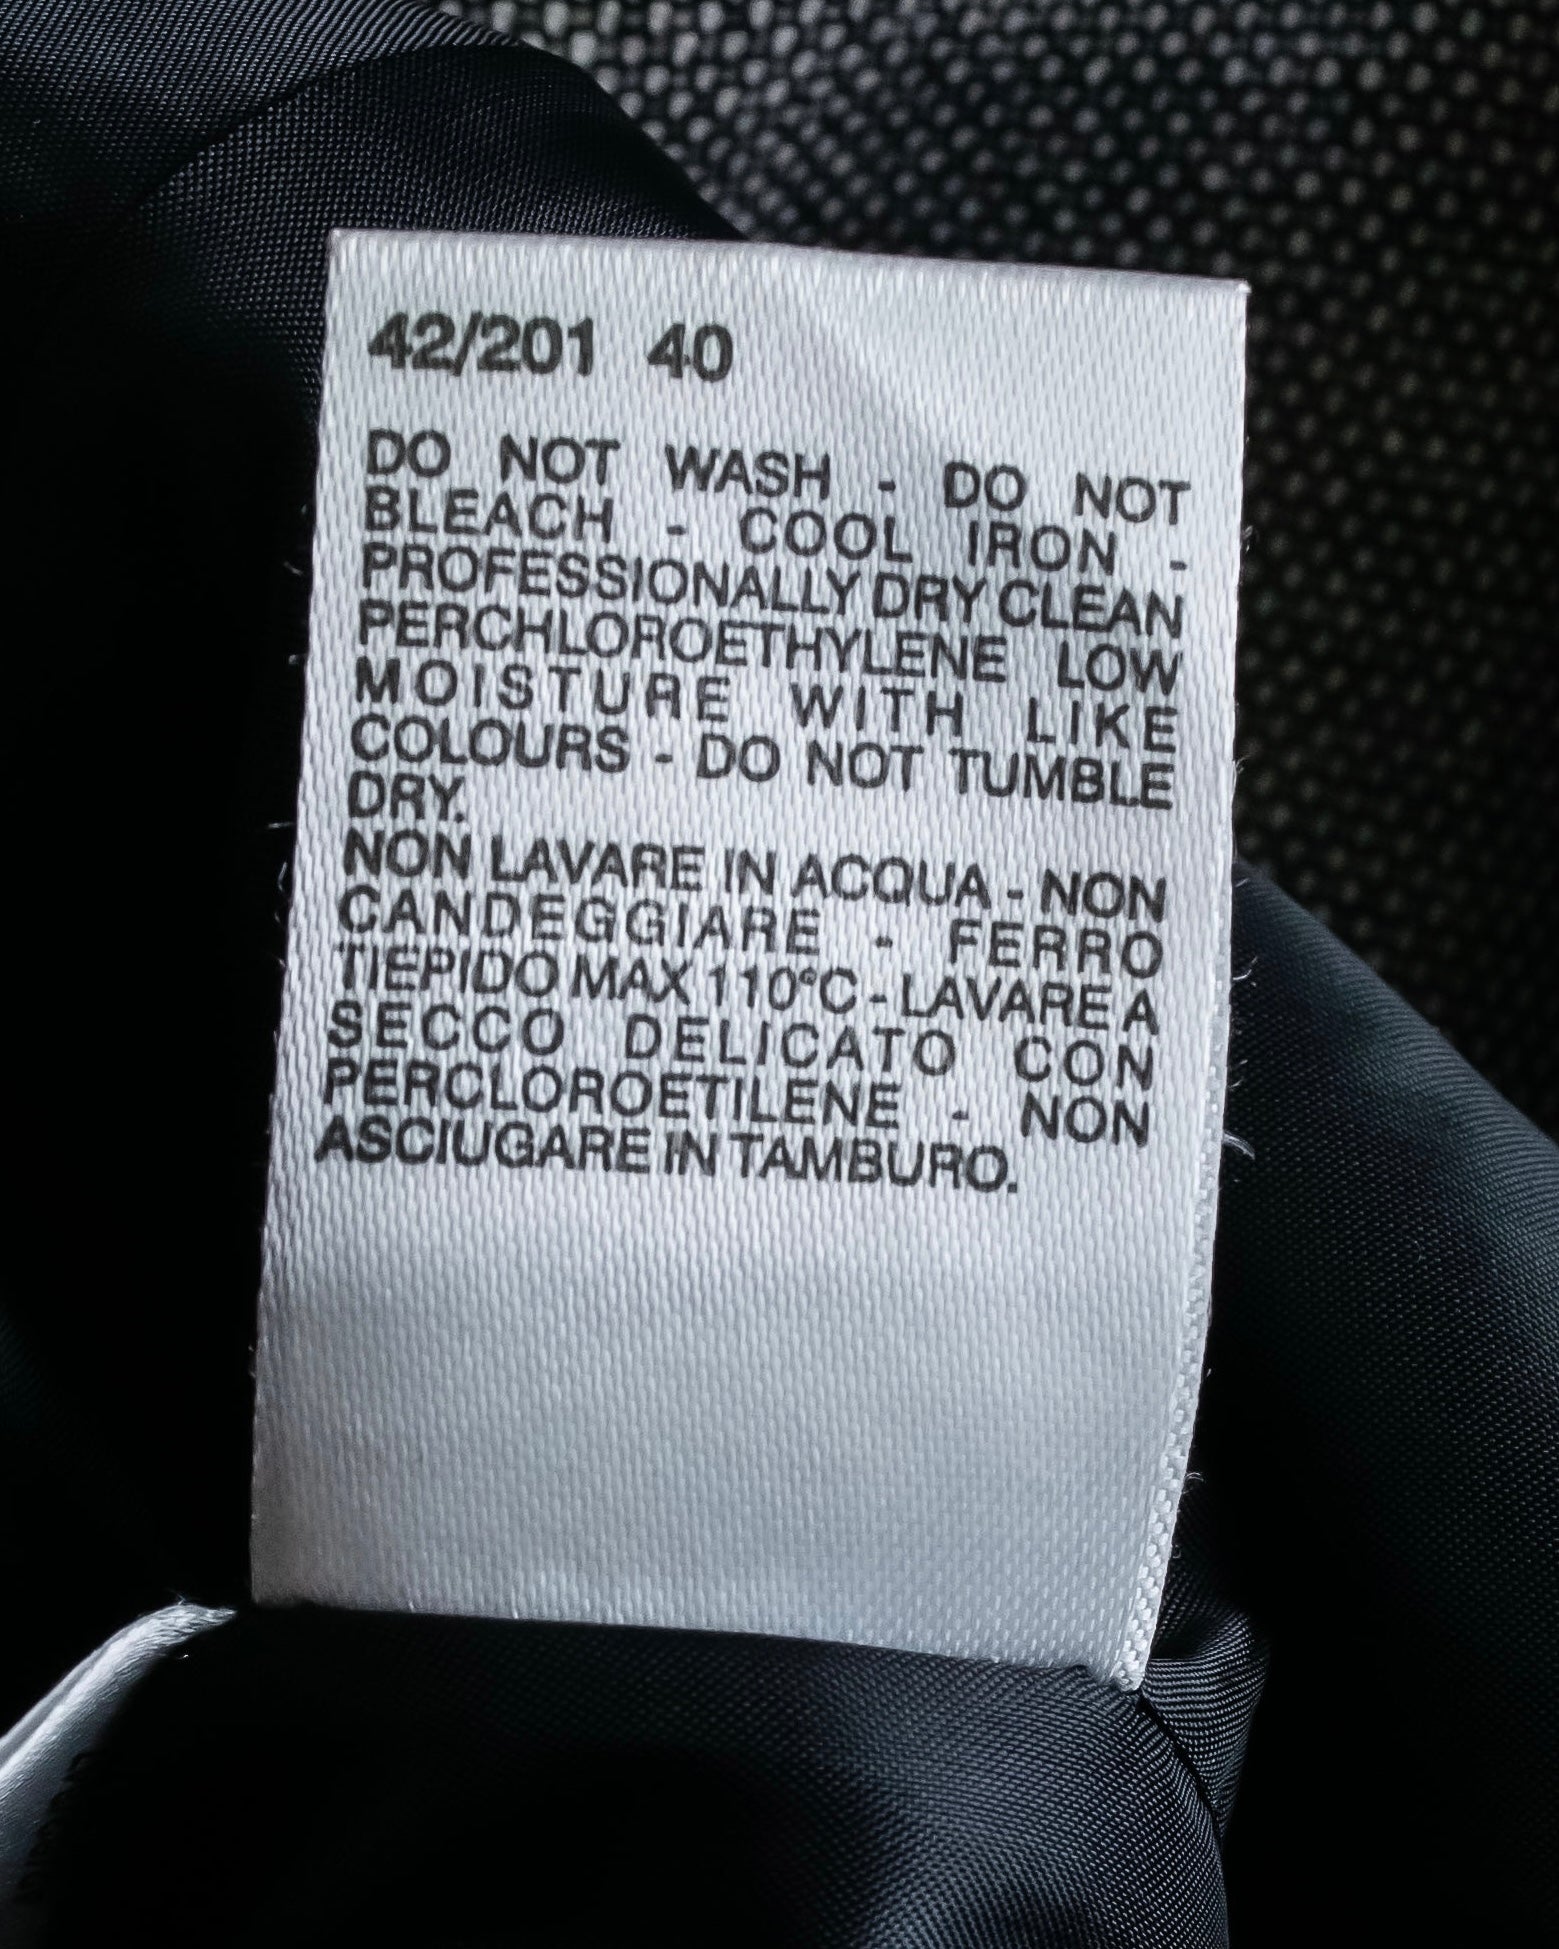 42/201 40
DO NOT WASH - DO NOT
BLEACH - COOL IRON -
PROFESSIONALLY DRY CLEAN
PERCHLOROETHYLENE LOW
MOISTURE WITH LIKE
COLOURS - DO NOT TUMBLE
DRY.
NON LAVARE IN ACQUA - NON
CANDEGGIARE - FERRO
TIEPIDO MAX 110°C - LAVARE A
SECCO DELICATO CON
PERCLOROETILENE - NON
ASCIUGARE IN TAMBURO.